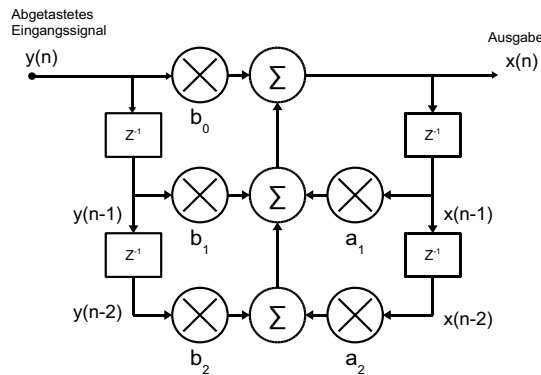 Abgetastetes
Eingangssignal
Ausgabe
y(n)
x(n)
Σ
b0
Z-1
Z-1
Σ
y(n-1)
b1
a1
x(n-1)
Z-1
Z-1
y(n-2)
Σ
x(n-2)
b2
a2